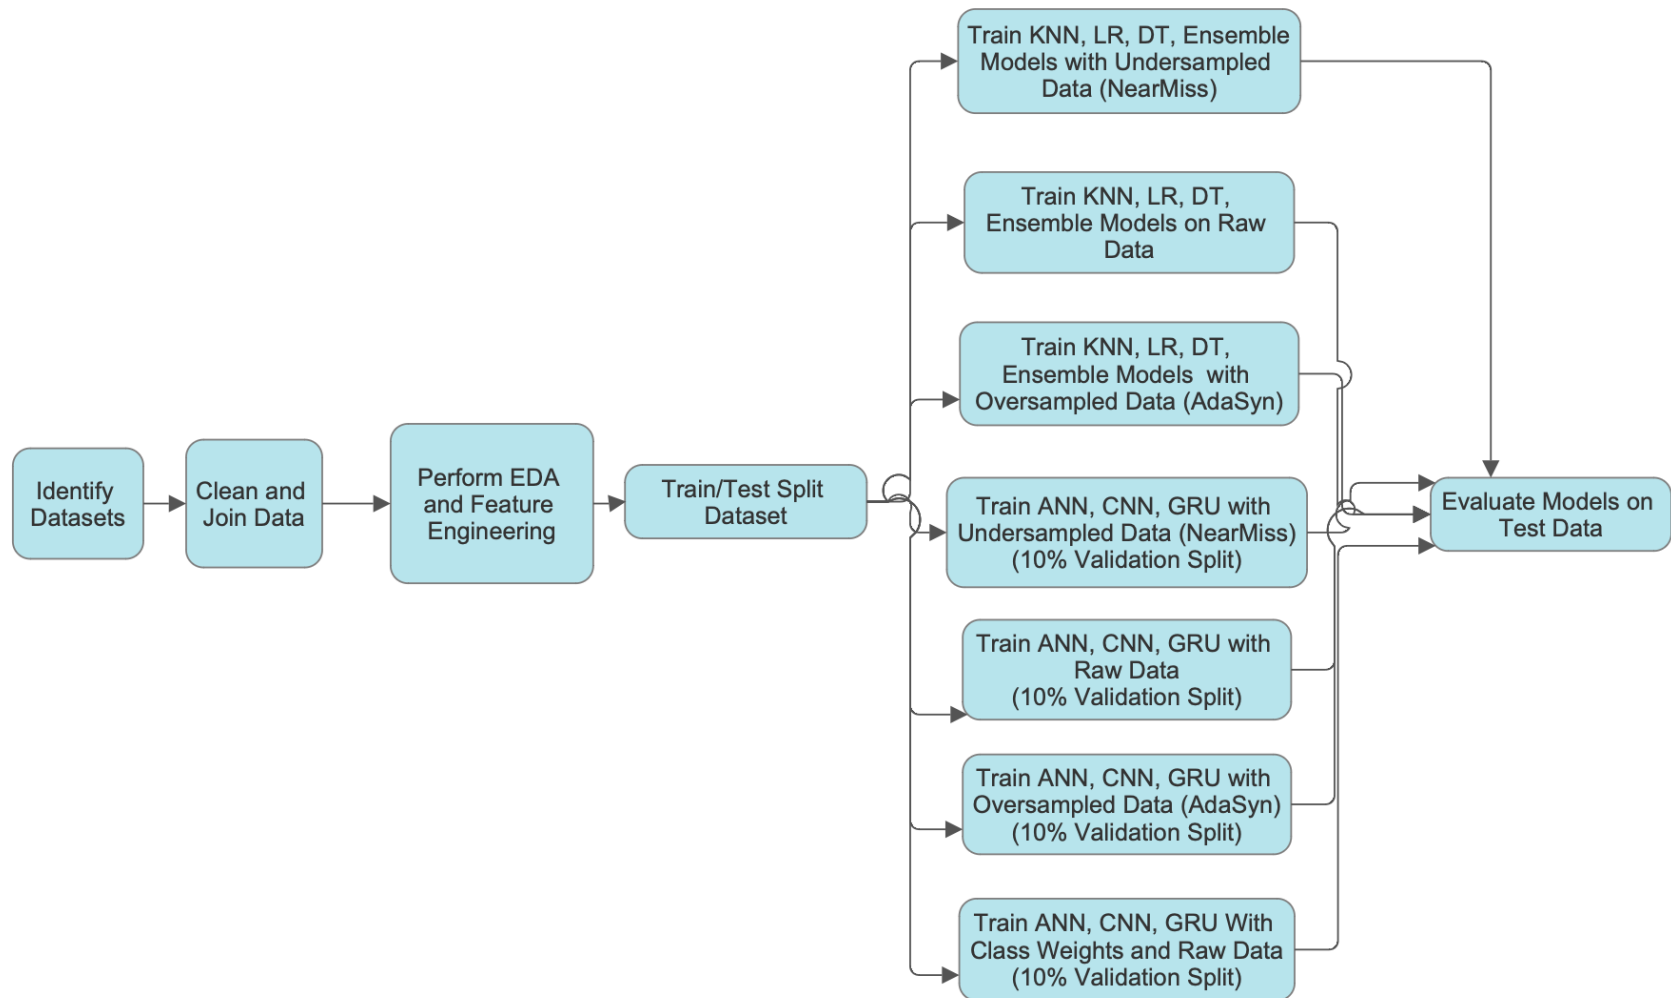 Identify
Datasets
Clean and
Join Data
Perform EDA
and Feature
Engineering
Train/Test Split
Dataset
Train KNN, LR, DT, Ensemble
Models with Undersampled
Data (NearMiss)
Train KNN, LR, DT,
Ensemble Models on Raw
Data
Train KNN, LR, DT,
Ensemble Models  with
Oversampled Data (AdaSyn)
Train ANN, CNN, GRU with
Undersampled Data (NearMiss)
(10% Validation Split)
Train ANN, CNN, GRU with
Raw Data
(10% Validation Split)
Train ANN, CNN, GRU with
Oversampled Data (AdaSyn)
(10% Validation Split)
Train ANN, CNN, GRU With
Class Weights and Raw Data
(10% Validation Split)
Evaluate Models on
Test Data